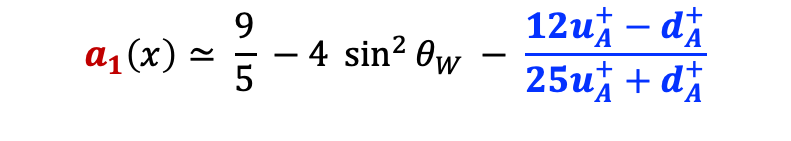 a₁(x) ≃ 9/5 − 4 sin² θ_W − (12u_A⁺ − d_A⁺)/(25u_A⁺ + d_A⁺)